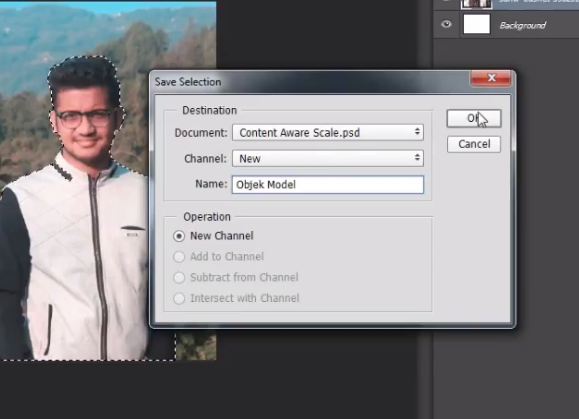 Background
Save Selection
Destination
Document: Content Aware Scale.psd
Channel: New
Name: Objek Model
Operation
New Channel
Add to Channel
Subtract from Channel
Intersect with Channel
OK
Cancel